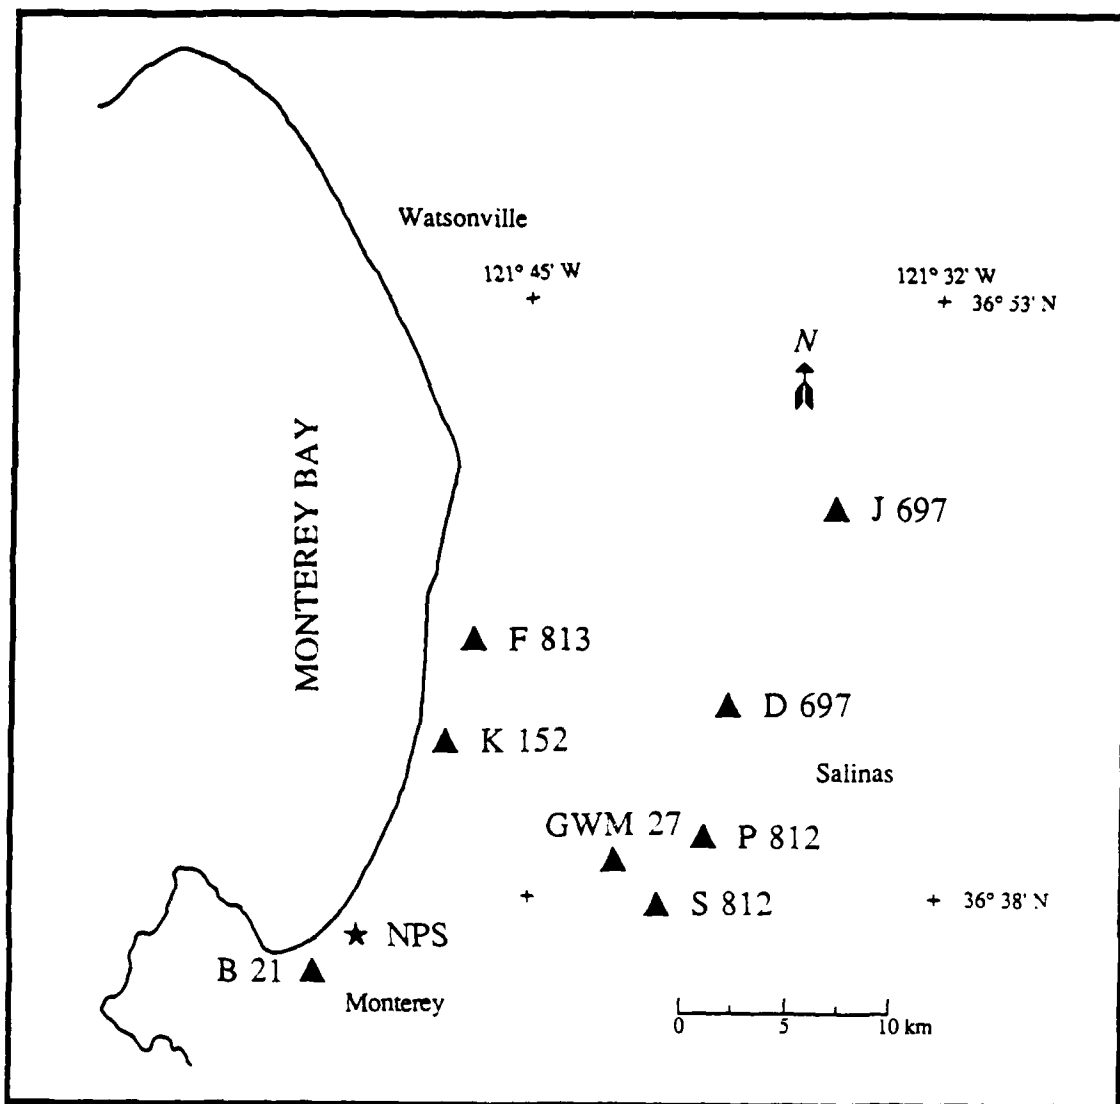 Watsonville
121° 45' W
121° 32' W
36° 53' N
N
MONTEREY BAY
J 697
F 813
D 697
K 152
Salinas
GWM 27
P 812
S 812
36° 38' N
NPS
B 21
Monterey
0 5 10 km